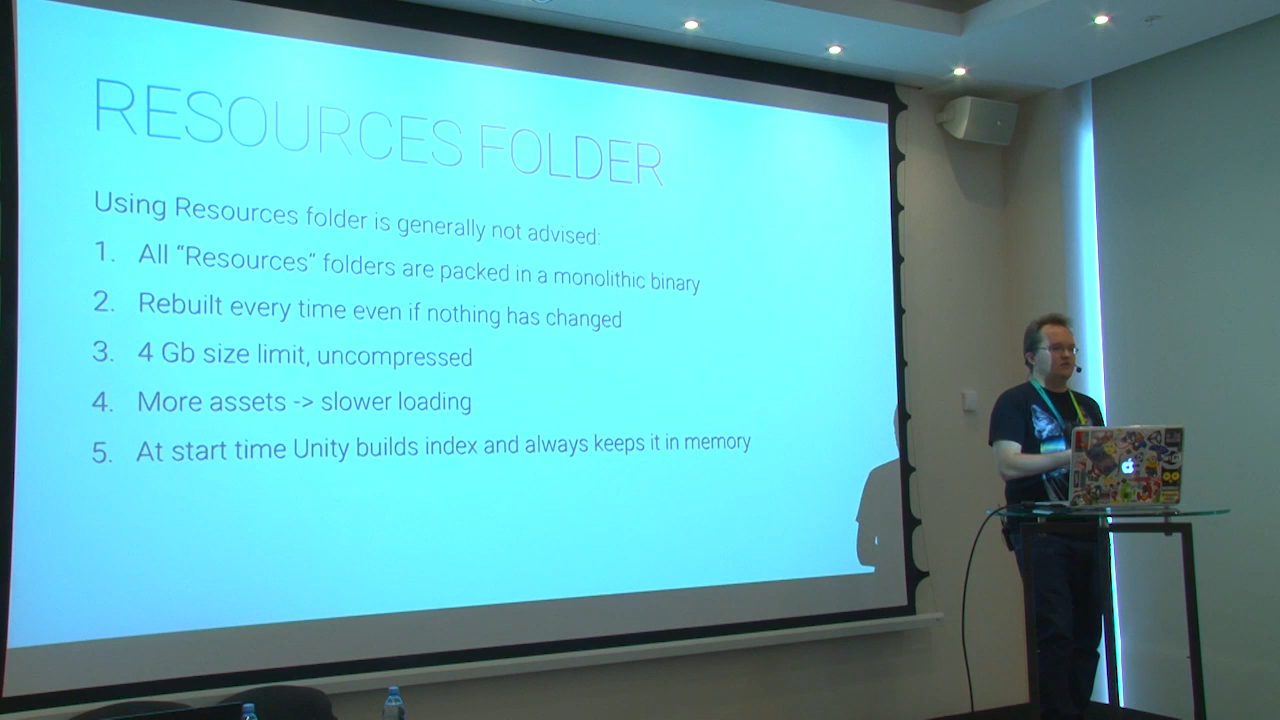 RESOURCES FOLDER
Using Resources folder is generally not advised:
1. All “Resources” folders are packed in a monolithic binary
2. Rebuilt every time even if nothing has changed
3. 4 Gb size limit, uncompressed
4. More assets -> slower loading
5. At start time Unity builds index and always keeps it in memory